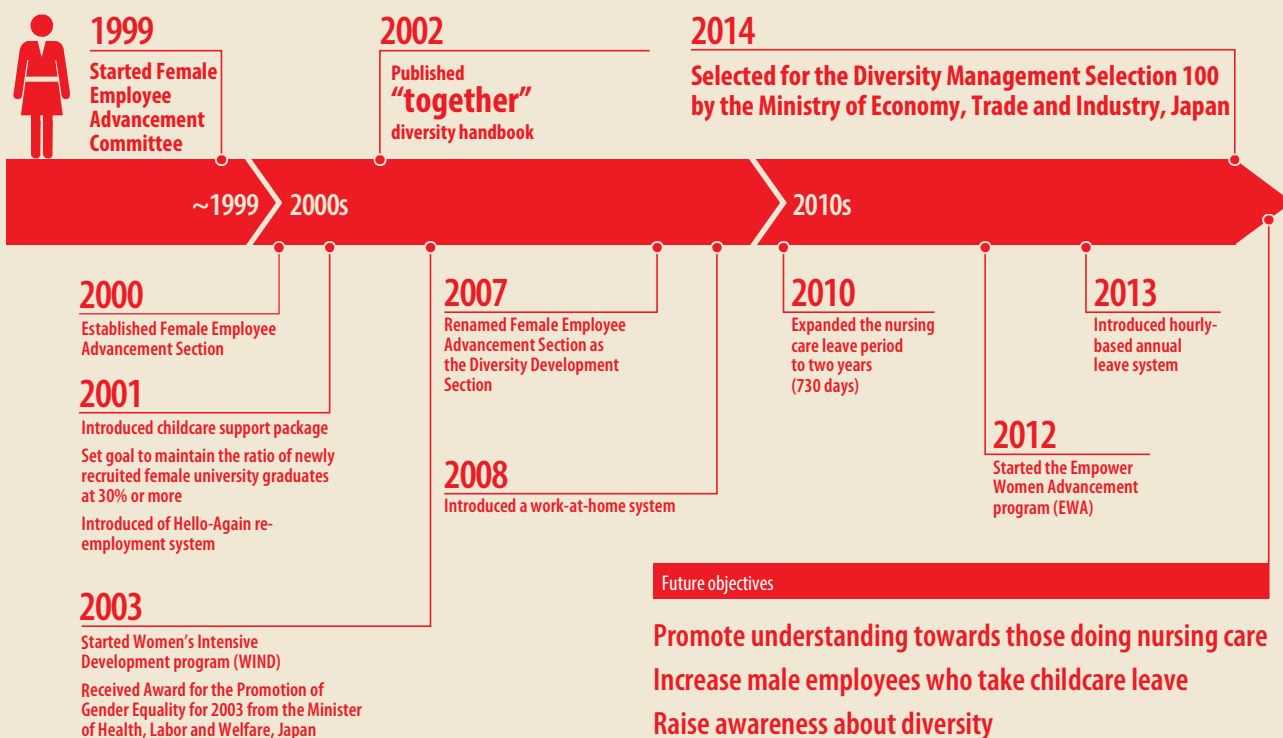 1999
Started Female
Employee
Advancement
Committee
2002
Published
“together”
diversity handbook
2014
Selected for the Diversity Management Selection 100
by the Ministry of Economy, Trade and Industry, Japan
~1999
2000s
2010s
2000
Established Female Employee
Advancement Section
2001
Introduced childcare support package
Set goal to maintain the ratio of newly
recruited female university graduates
at 30% or more
Introduced of Hello-Again re-
employment system
2003
Started Women’s Intensive
Development program (WIND)
Received Award for the Promotion of
Gender Equality for 2003 from the Minister
of Health, Labor and Welfare, Japan
2007
Renamed Female Employee
Advancement Section as
the Diversity Development
Section
2008
Introduced a work-at-home system
2010
Expanded the nursing
care leave period
to two years
(730 days)
2012
Started the Empower
Women Advancement
program (EWA)
2013
Introduced hourly-
based annual
leave system
Future objectives
Promote understanding towards those doing nursing care
Increase male employees who take childcare leave
Raise awareness about diversity